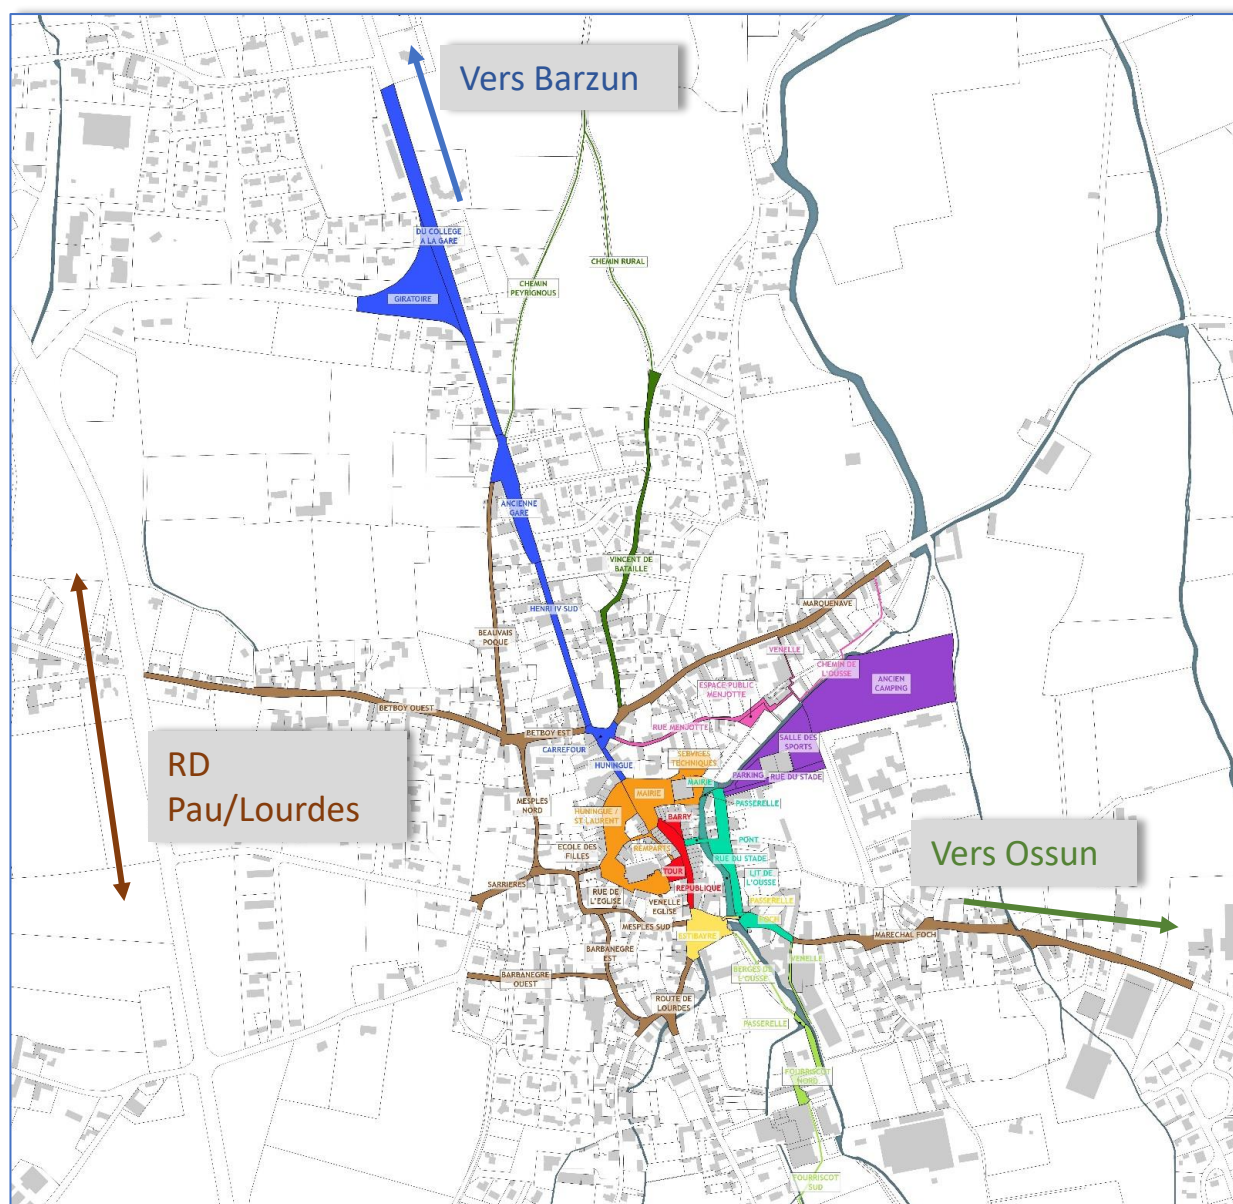 Vers Barzun
DU COLLEGE
A LA GARE
CHEMIN RURAL
CHEMIN
PEYRIGNOUS
GIRATOIRE
ANCIENNE
GARE
VINCENT DE
BATAILLE
HENRI IV SUD
MARQUENAVE
BEAUVAIS
POQUE
VENELLE
CHEMIN DE
L'OUSSE
ANCIEN
CAMPING
ESPACE PUBLIC
MENJOTTE
BETBOY OUEST
RUE MENJOTTE
BETBOY EST
SALLE DES
SPORTS
CARREFOUR
HUNINGUE
SERVICES
TECHNIQUES
RD
Pau/Lourdes
PARKING
RUE DU STADE
MAIRIE
MAIRIE
MESPLES
NORD
PASSERELLE
HUNINGUE /
ST LAURENT
BARRY
PONT
ECOLE DES
FILLES
REMPARTS
RUE DU STADE
Vers Ossun
TOUR
LIT DE
L'OUSSE
SARRIERES
RUE DE
L'EGLISE
REPUBLIQUE
VENELLE
EGLISE
PASSERELLE
FOCH
MESPLES SUD
MARECHAL FOCH
BARBANEGRE
EST
VENELLE
BARBANEGRE
OUEST
BERGES DE
L'OUSSE
ROUTE DE
LOURDES
PASSERELLE
FOURRISCOT
NORD
FOURRISCOT
SUD